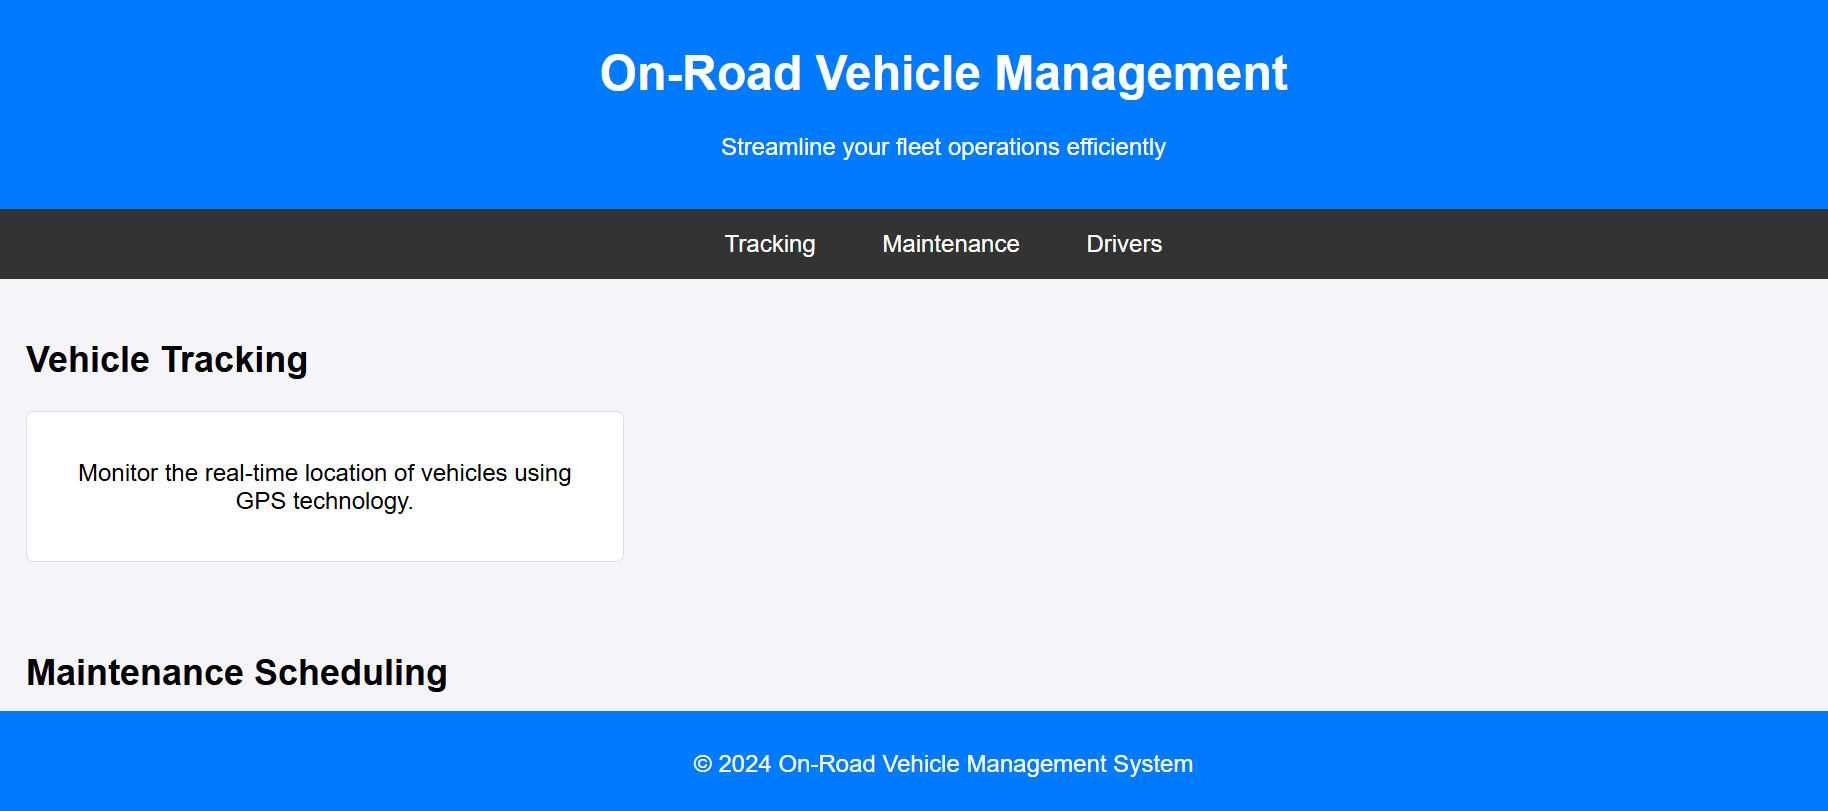 On-Road Vehicle Management
Streamline your fleet operations efficiently
Tracking Maintenance Drivers
Vehicle Tracking
Monitor the real-time location of vehicles using
GPS technology.
Maintenance Scheduling
© 2024 On-Road Vehicle Management System